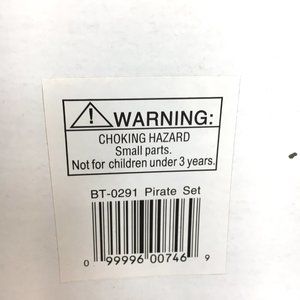 WARNING:
CHOKING HAZARD
Small parts.
Not for children under 3 years.
BT-0291 Pirate Set
0 99996 00746 9